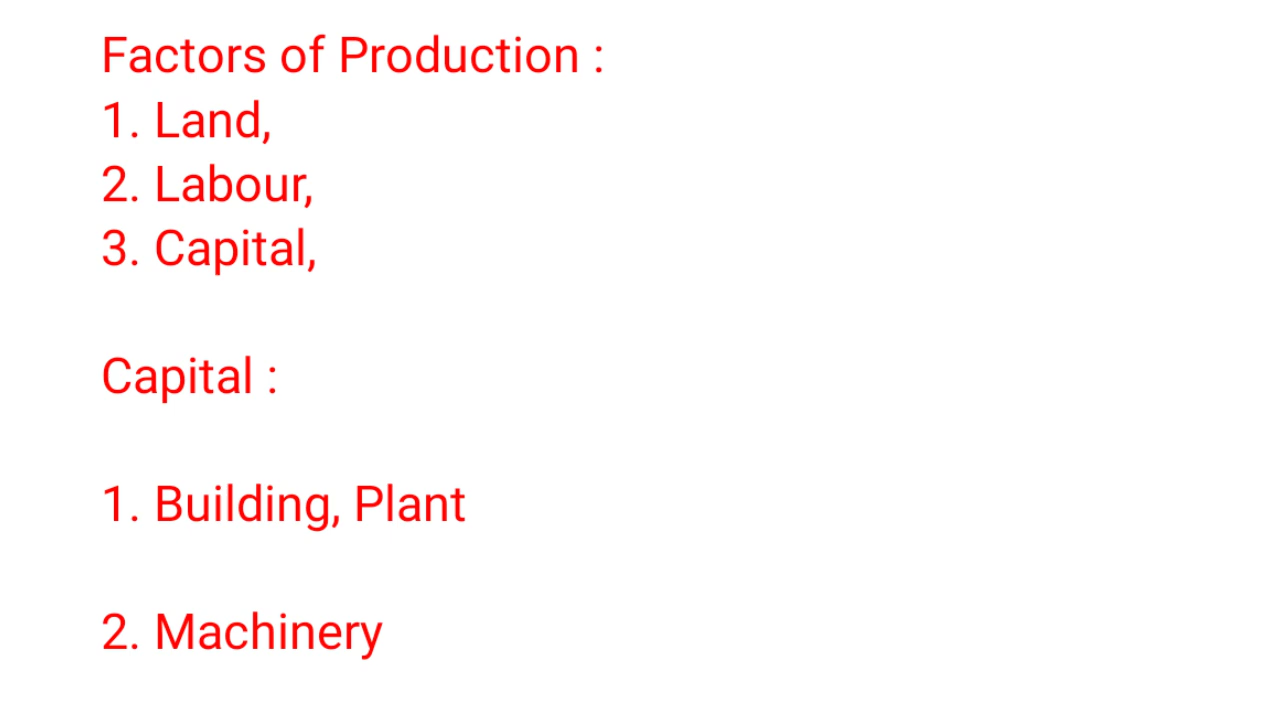 Factors of Production :
1. Land,
2. Labour,
3. Capital,
Capital :
1. Building, Plant
2. Machinery